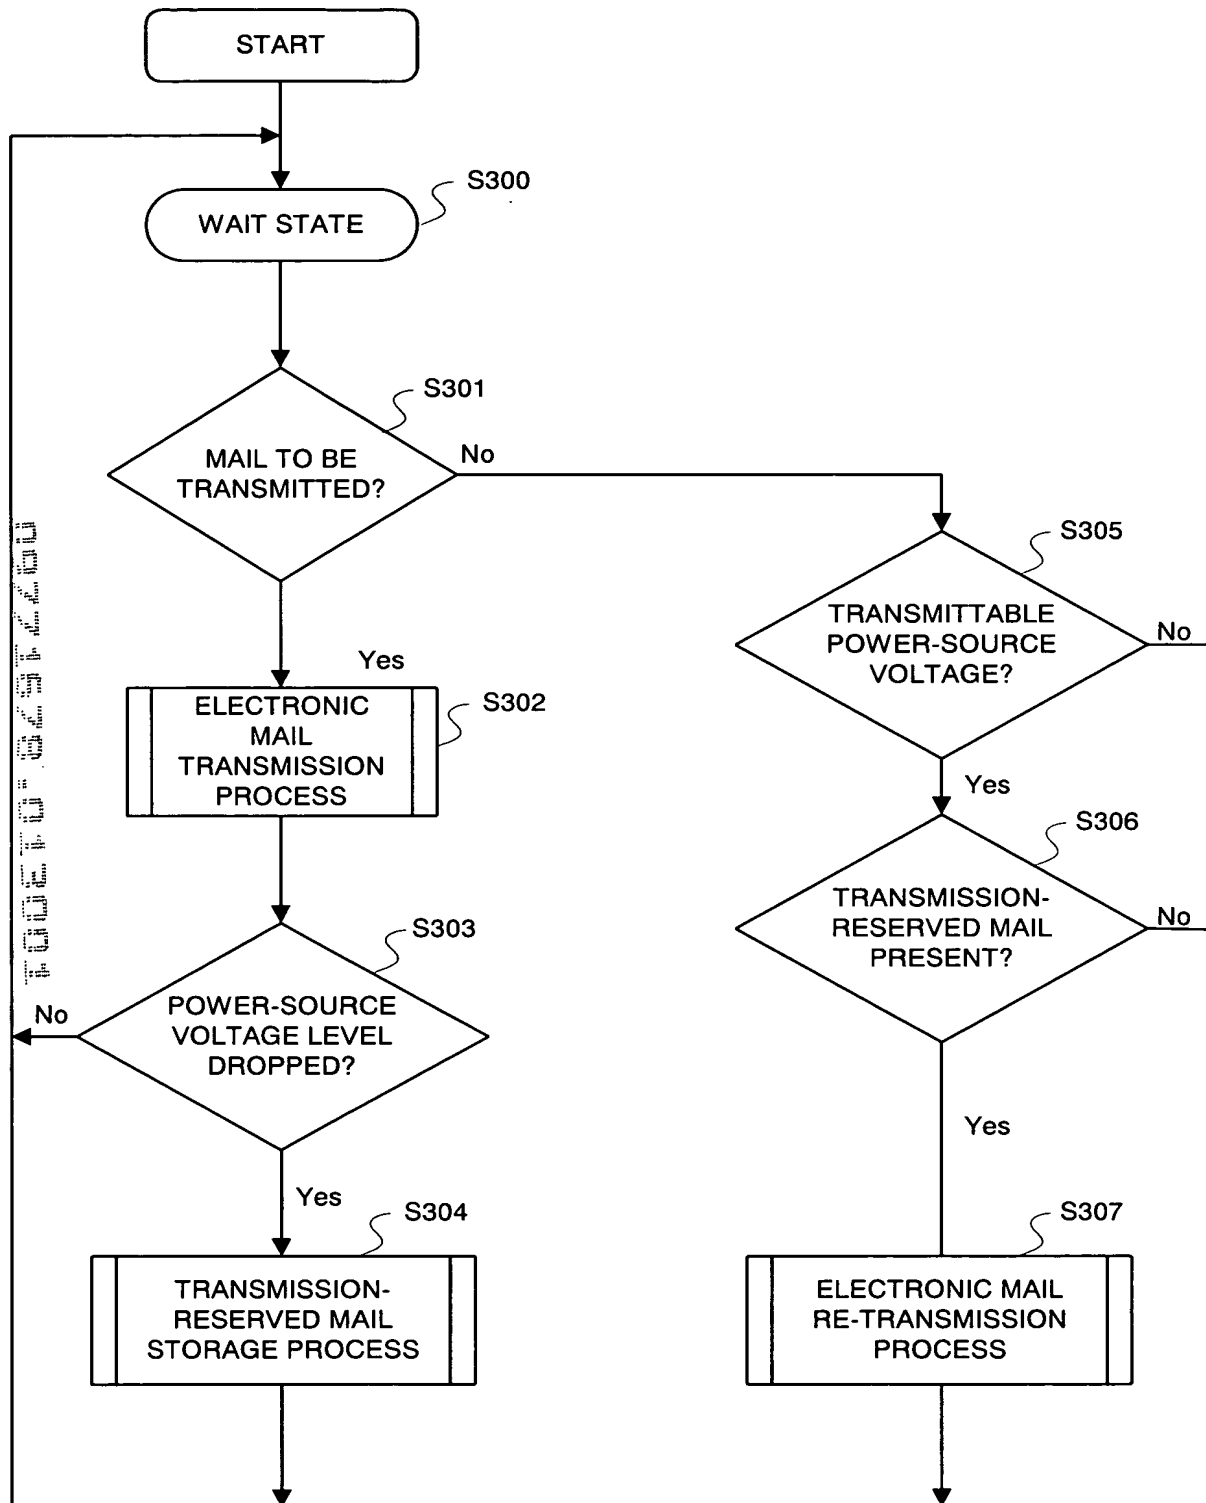 START
S300
WAIT STATE
S301
MAIL TO BE
TRANSMITTED?
No
Yes
S302
ELECTRONIC
MAIL
TRANSMISSION
PROCESS
S303
POWER-SOURCE
VOLTAGE LEVEL
DROPPED?
No
Yes
S304
TRANSMISSION-
RESERVED MAIL
STORAGE PROCESS
S305
TRANSMITTABLE
POWER-SOURCE
VOLTAGE?
No
Yes
S306
TRANSMISSION-
RESERVED MAIL
PRESENT?
No
Yes
S307
ELECTRONIC MAIL
RE-TRANSMISSION
PROCESS